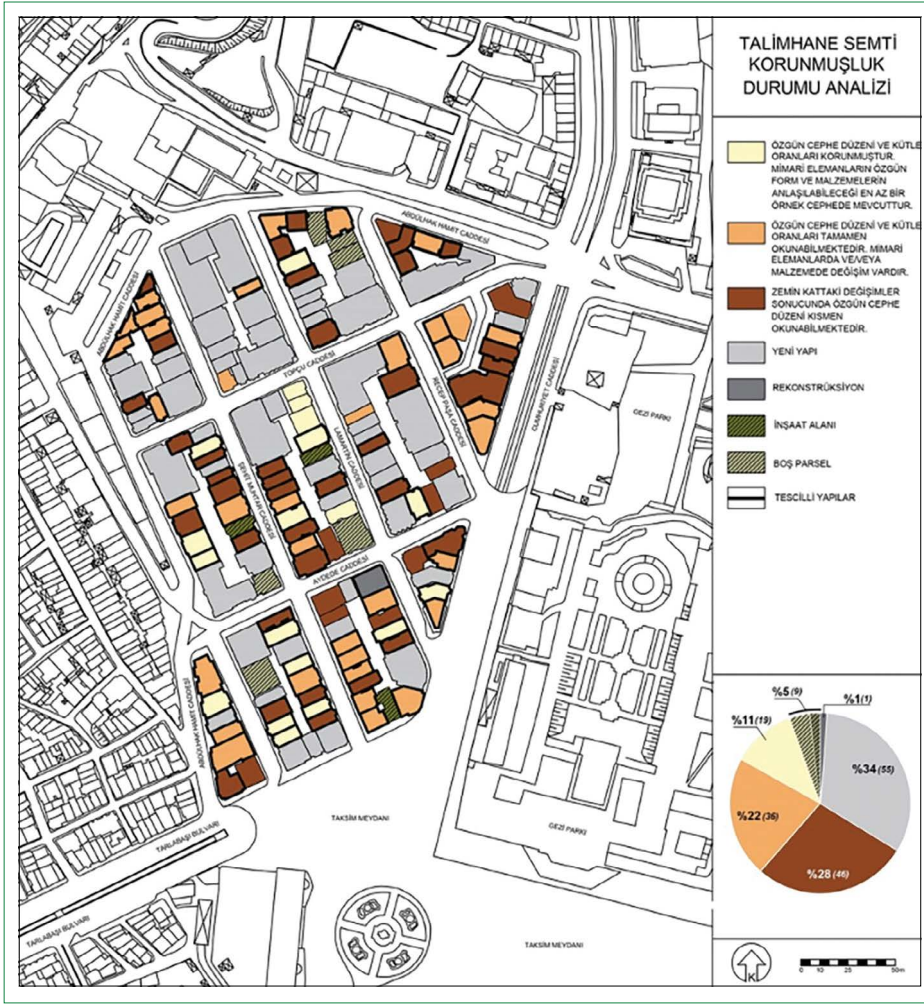 TALİMHANE SEMTİ
KORUNMUŞLUK
DURUMU ANALİZİ
ÖZGÜN CEPHE DÜZENİ VE KÜTLE
ORANLARI KORUNMUŞTUR.
MİMARİ ELEMANLARIN ÖZGÜN
FORM VE MALZEMELERİN
ANLAŞILABİLECEĞİ EN AZ BİR
ÖRNEK CEPHEDE MEVCUTTUR.
ÖZGÜN CEPHE DÜZENİ VE KÜTLE
ORANLARI TAMAMEN
OKUNABİLMEKTEDİR. MİMARİ
ELEMANLARDA VE/VEYA
MALZEMEDE DEĞİŞİM VARDIR.
ZEMİN KATTAKİ DEĞİŞİMLER
SONUCUNDA ÖZGÜN CEPHE
DÜZENİ KISMEN
OKUNABİLMEKTEDİR.
YENİ YAPI
REKONSTRÜKSİYON
İNŞAAT ALANI
BOŞ PARSEL
TESCİLLİ YAPILAR
%5 (9)
%1 (1)
%11 (19)
%34 (55)
%22 (36)
%28 (46)
K
0 10 25 50m
ABDÜLHAK HAMİT CADDESİ
ABDÜLHAK HAMİT CADDESİ
TOPÇU CADDESİ
RECEP PAŞA CADDESİ
CUMHURİYET CADDESİ
GEZİ PARKI
LAMARTİN CADDESİ
ŞEHİT MUHTAR CADDESİ
AYDEDE CADDESİ
ABDÜLHAK HAMİT CADDESİ
TAKSİM MEYDANI
GEZİ PARKI
TARLABAŞI BULVARI
TARLABAŞI BULVARI
TAKSİM MEYDANI